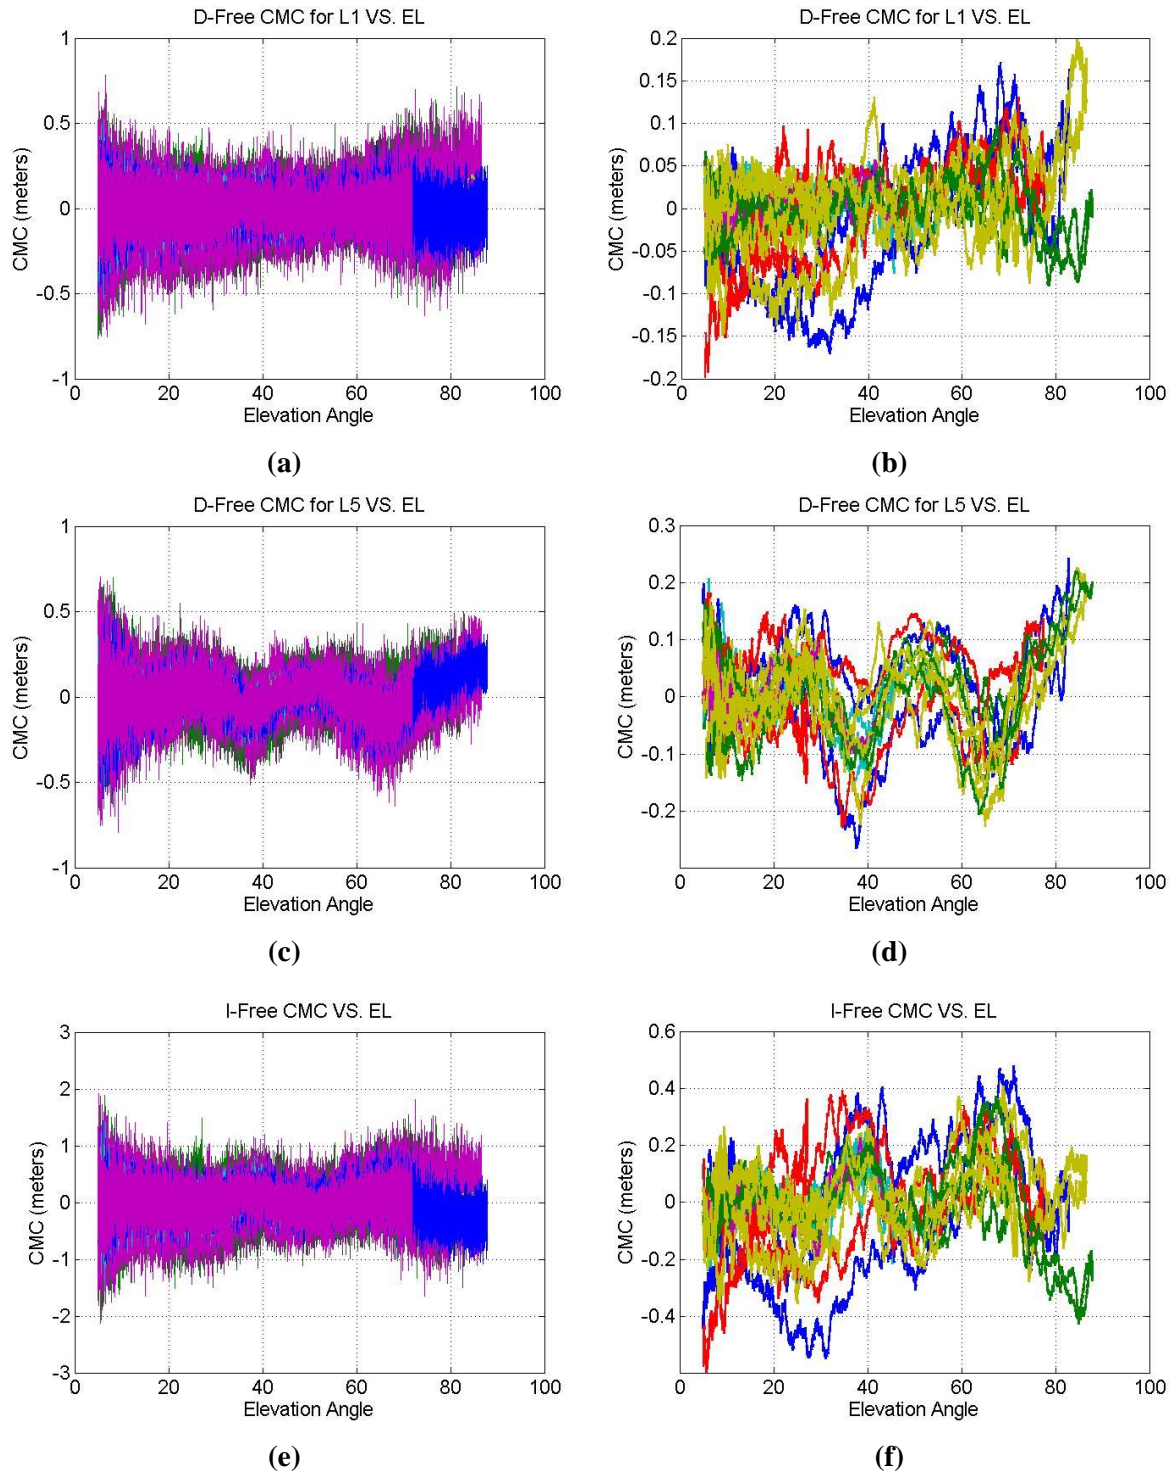 D-Free CMC for L1 VS. EL
CMC (meters)
1
0.5
0
-0.5
-1
0 20 40 60 80 100
Elevation Angle
(a)
D-Free CMC for L1 VS. EL
CMC (meters)
0.2
0.15
0.1
0.05
0
-0.05
-0.1
-0.15
-0.2
0 20 40 60 80 100
Elevation Angle
(b)
D-Free CMC for L5 VS. EL
CMC (meters)
1
0.5
0
-0.5
-1
0 20 40 60 80 100
Elevation Angle
(c)
D-Free CMC for L5 VS. EL
CMC (meters)
0.3
0.2
0.1
0
-0.1
-0.2
0 20 40 60 80 100
Elevation Angle
(d)
I-Free CMC VS. EL
CMC (meters)
3
2
1
0
-1
-2
-3
0 20 40 60 80 100
Elevation Angle
(e)
I-Free CMC VS. EL
CMC (meters)
0.6
0.4
0.2
0
-0.2
-0.4
0 20 40 60 80 100
Elevation Angle
(f)